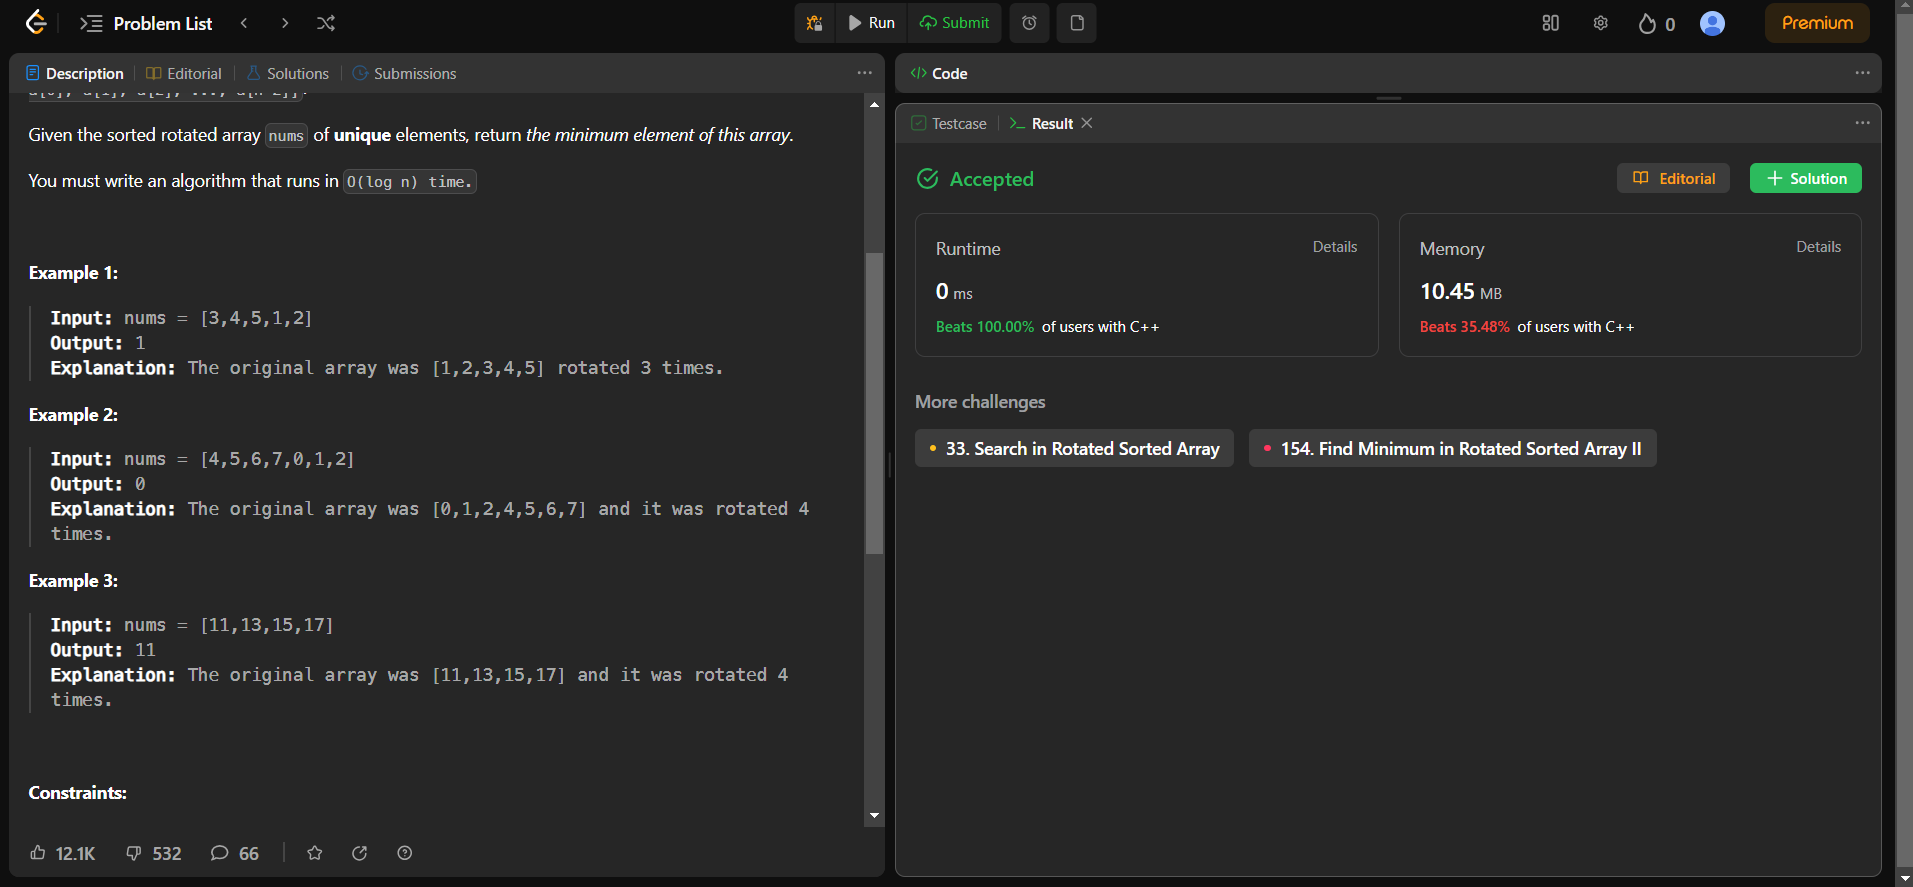 Problem List
Run
Submit
0
Premium
Description
Editorial
Solutions
Submissions
Code
a[0], a[1], a[2], ..., a[n-2]].
Given the sorted rotated array nums of unique elements, return the minimum element of this array.
You must write an algorithm that runs in O(log n) time.
Example 1:
Input: nums = [3,4,5,1,2]
Output: 1
Explanation: The original array was [1,2,3,4,5] rotated 3 times.
Example 2:
Input: nums = [4,5,6,7,0,1,2]
Output: 0
Explanation: The original array was [0,1,2,4,5,6,7] and it was rotated 4
times.
Example 3:
Input: nums = [11,13,15,17]
Output: 11
Explanation: The original array was [11,13,15,17] and it was rotated 4
times.
Constraints:
12.1K
532
66
Testcase
Result
Accepted
Editorial
Solution
Runtime
Details
0 ms
Beats 100.00% of users with C++
Memory
Details
10.45 MB
Beats 35.48% of users with C++
More challenges
33. Search in Rotated Sorted Array
154. Find Minimum in Rotated Sorted Array II